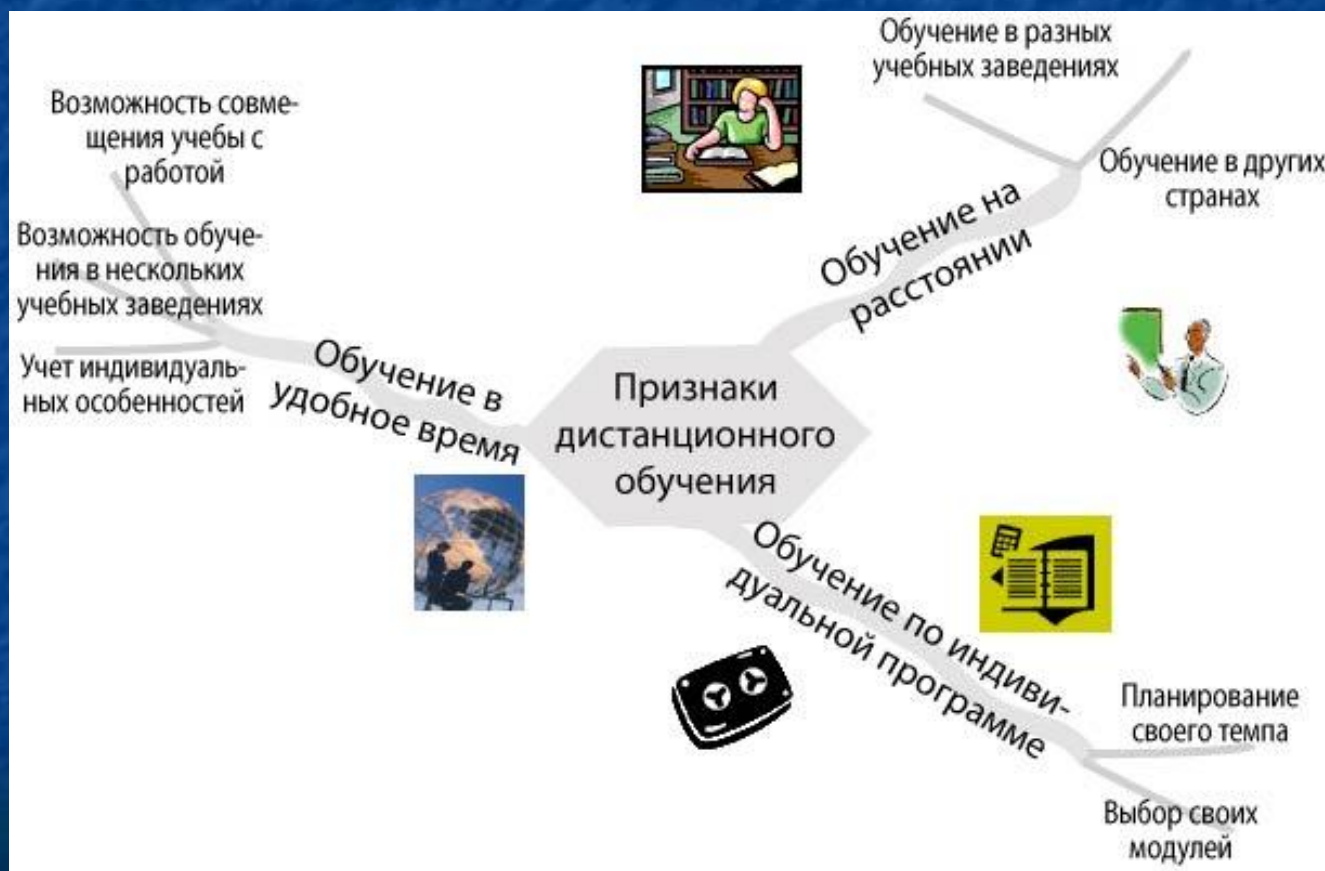 Признаки
дистанционного
обучения
Обучение на
расстоянии
Обучение в разных
учебных заведениях
Обучение в других
странах
Обучение по индиви-
дуальной программе
Планирование
своего темпа
Выбор своих
модулей
Обучение в
удобное время
Возможность совме-
щения учебы с
работой
Возможность обуче-
ния в нескольких
учебных заведениях
Учет индивидуаль-
ных особенностей